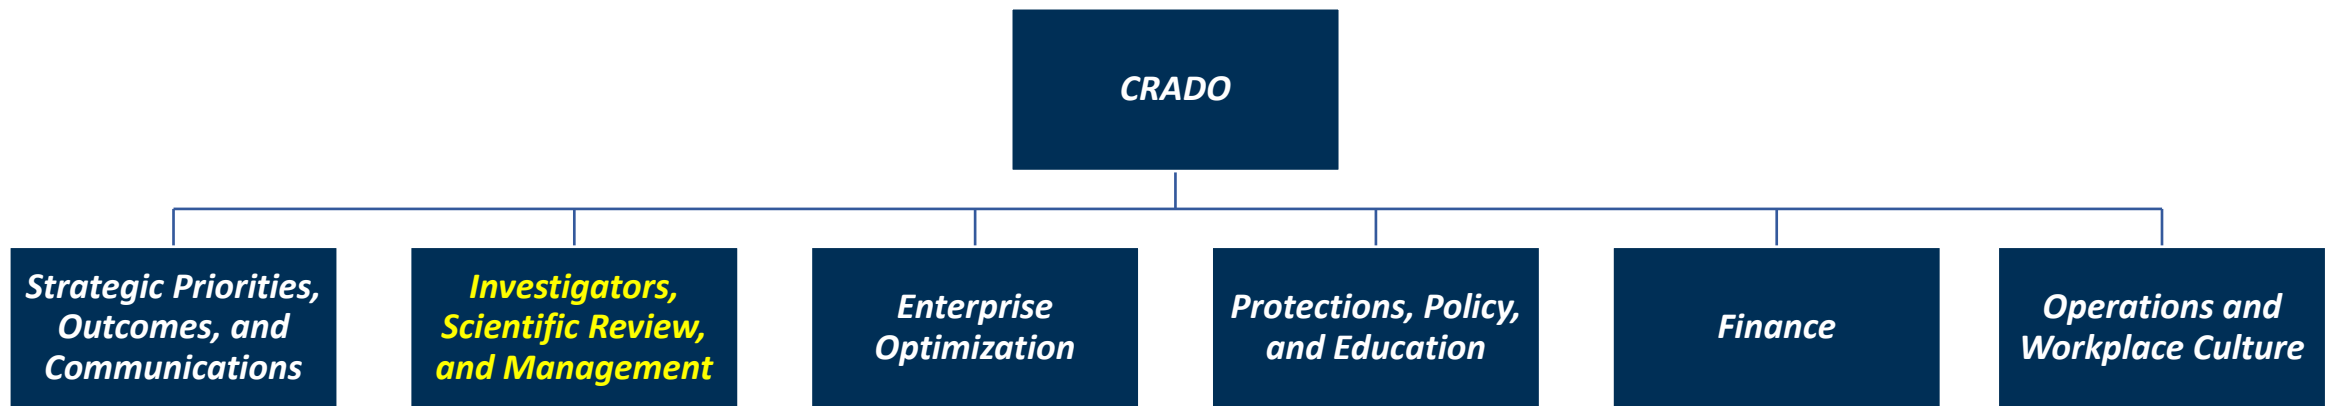 CRADO
Strategic Priorities,
Outcomes, and
Communications
Investigators,
Scientific Review,
and Management
Enterprise
Optimization
Protections, Policy,
and Education
Finance
Operations and
Workplace Culture